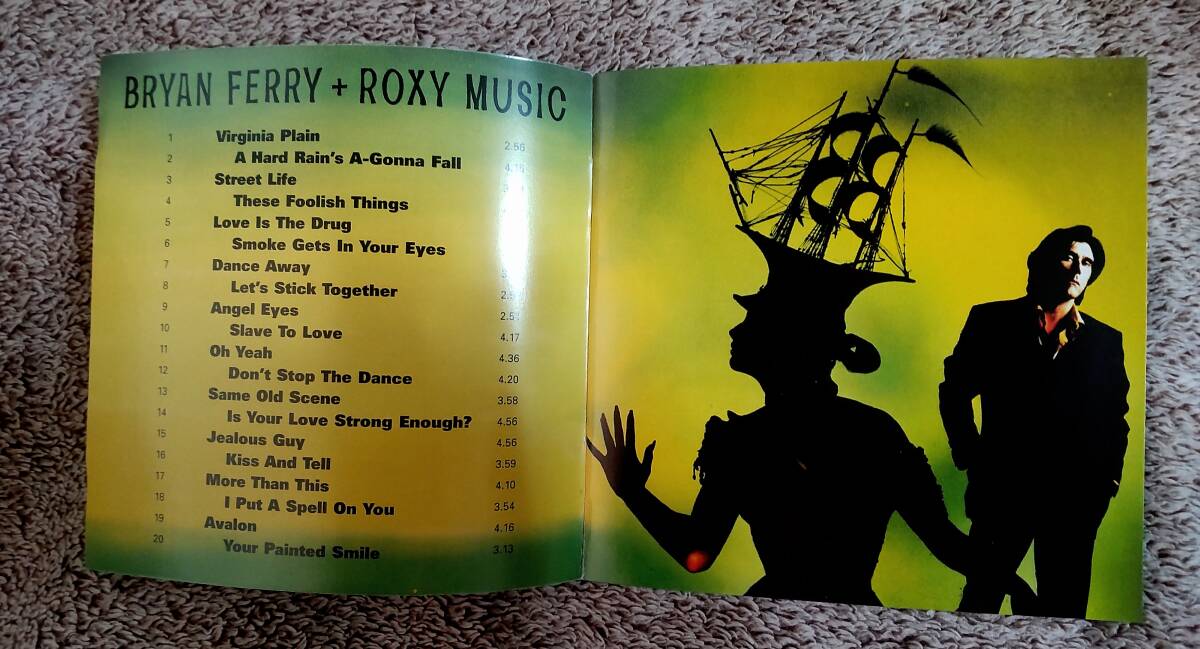 BRYAN FERRY + ROXY MUSIC
1 Virginia Plain 2.56
2 A Hard Rain's A-Gonna Fall
3 Street Life
4 These Foolish Things
5 Love Is The Drug
6 Smoke Gets In Your Eyes
7 Dance Away
8 Let's Stick Together
9 Angel Eyes
10 Slave To Love 4.17
11 Oh Yeah 4.36
12 Don't Stop The Dance 4.20
13 Same Old Scene 3.58
14 Is Your Love Strong Enough? 4.56
15 Jealous Guy 4.56
16 Kiss And Tell 3.59
17 More Than This 4.10
18 I Put A Spell On You 3.54
19 Avalon 4.16
20 Your Painted Smile 3.13